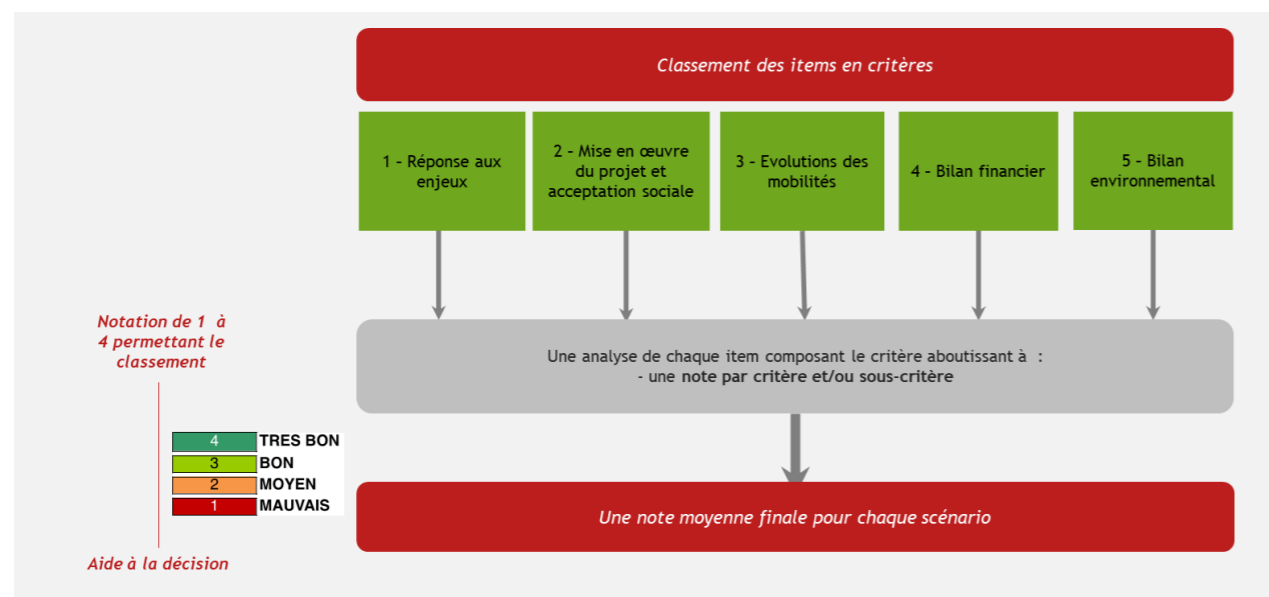 Classement des items en critères
1 - Réponse aux
enjeux
2 - Mise en œuvre
du projet et
acceptation sociale
3 - Evolutions des
mobilités
4 - Bilan financier
5 - Bilan
environnemental
Notation de 1 à
4 permettant le
classement
Une analyse de chaque item composant le critère aboutissant à :
- une note par critère et/ou sous-critère
4 TRES BON
3 BON
2 MOYEN
1 MAUVAIS
Une note moyenne finale pour chaque scénario
Aide à la décision